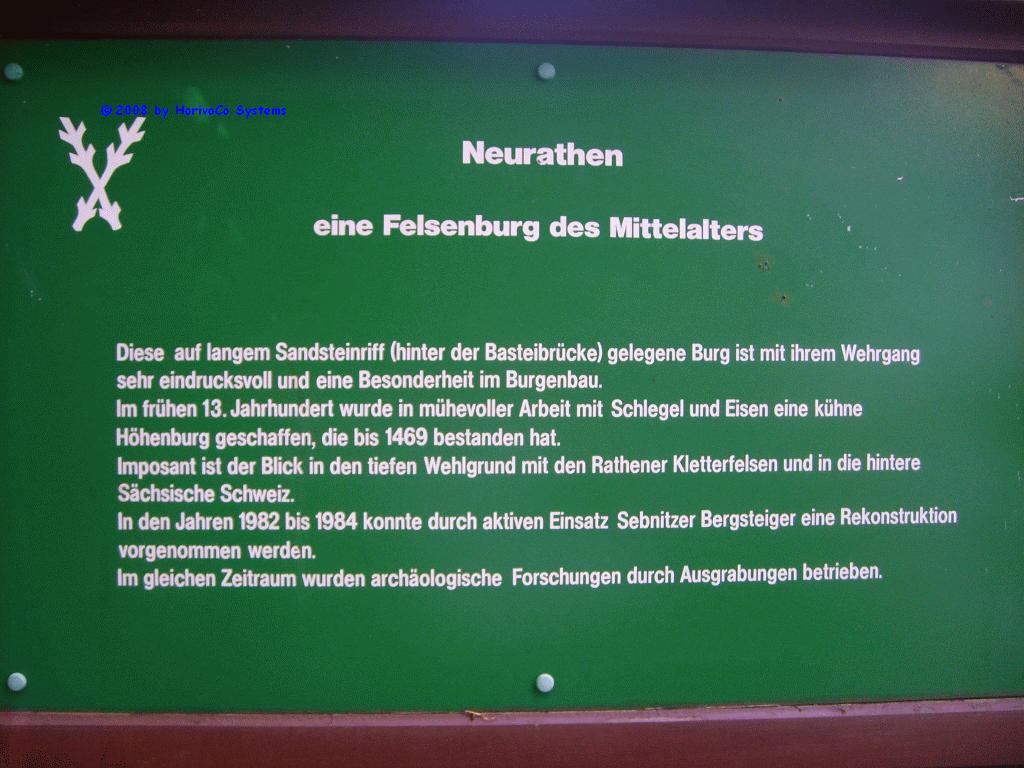 © 2008 by HorivoCo Systems
Neurathen
eine Felsenburg des Mittelalters
Diese auf langem Sandsteinriff (hinter der Basteibrücke) gelegene Burg ist mit ihrem Wehrgang
sehr eindrucksvoll und eine Besonderheit im Burgenbau.
Im frühen 13. Jahrhundert wurde in mühevoller Arbeit mit Schlegel und Eisen eine kühne
Höhenburg geschaffen, die bis 1469 bestanden hat.
Imposant ist der Blick in den tiefen Wehlgrund mit den Rathener Kletterfelsen und in die hintere
Sächsische Schweiz.
In den Jahren 1982 bis 1984 konnte durch aktiven Einsatz Sebnitzer Bergsteiger eine Rekonstruktion
vorgenommen werden.
Im gleichen Zeitraum wurden archäologische Forschungen durch Ausgrabungen betrieben.